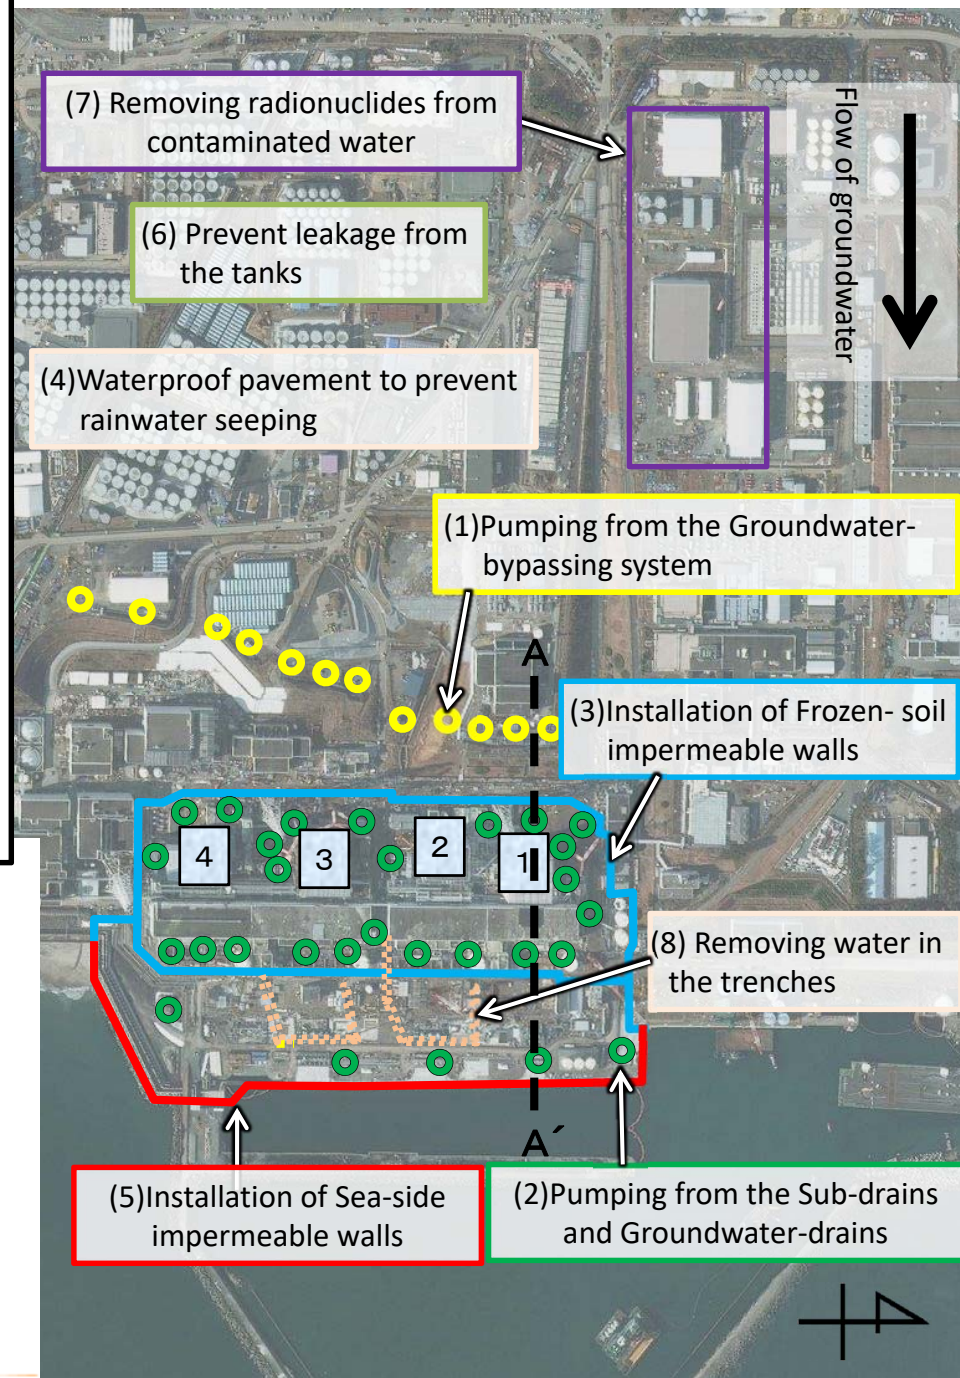 (7) Removing radionuclides from
contaminated water
Flow of groundwater
(6) Prevent leakage from
the tanks
(4)Waterproof pavement to prevent
rainwater seeping
(1)Pumping from the Groundwater-
bypassing system
A
(3)Installation of Frozen- soil
impermeable walls
4
3
2
1
(8) Removing water in
the trenches
A´
(5)Installation of Sea-side
impermeable walls
(2)Pumping from the Sub-drains
and Groundwater-drains